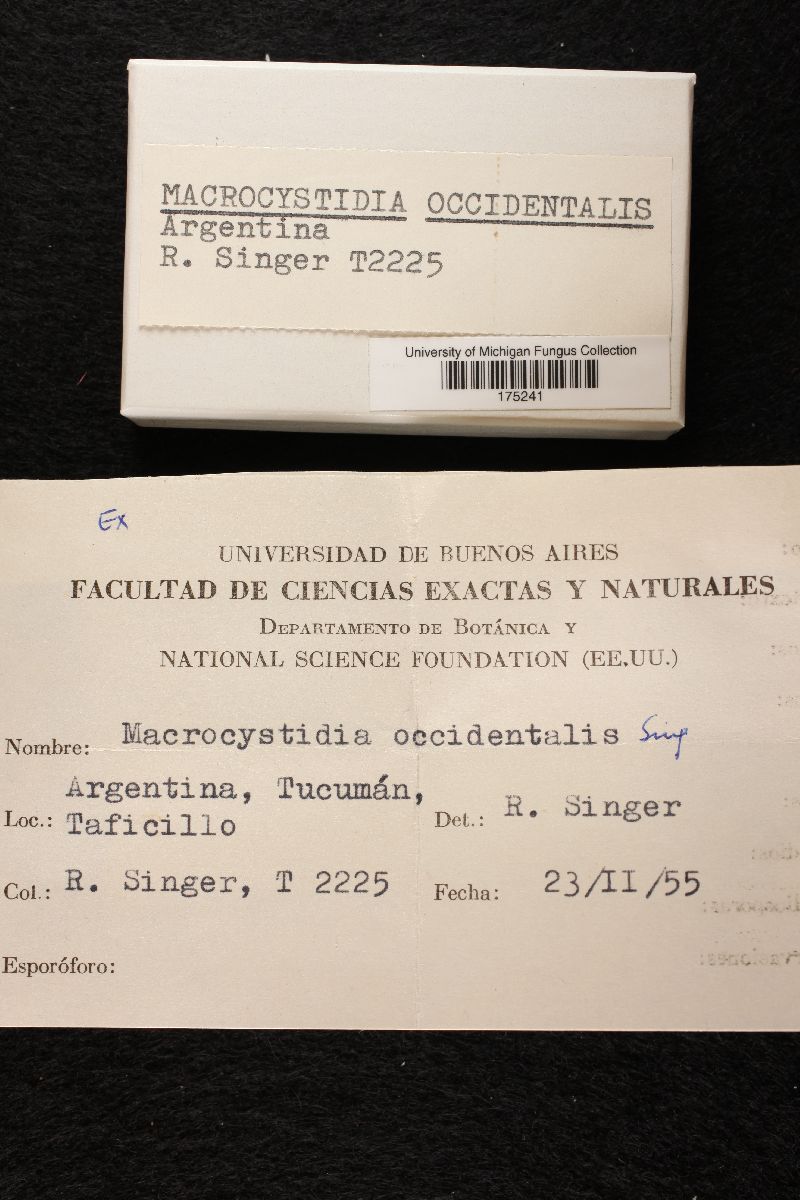 MACROCYSTIDIA OCCIDENTALIS
Argentina
R. Singer T2225
University of Michigan Fungus Collection
175241
Ex
UNIVERSIDAD DE BUENOS AIRES
FACULTAD DE CIENCIAS EXACTAS Y NATURALES
DEPARTAMENTO DE BOTÁNICA Y
NATIONAL SCIENCE FOUNDATION (EE.UU.)
Nombre: Macrocystidia occidentalis Sing
Loc.: Argentina, Tucumán,
Taficillo
Det.: R. Singer
Col.: R. Singer, T 2225 Fecha: 23/II/55
Esporóforo: